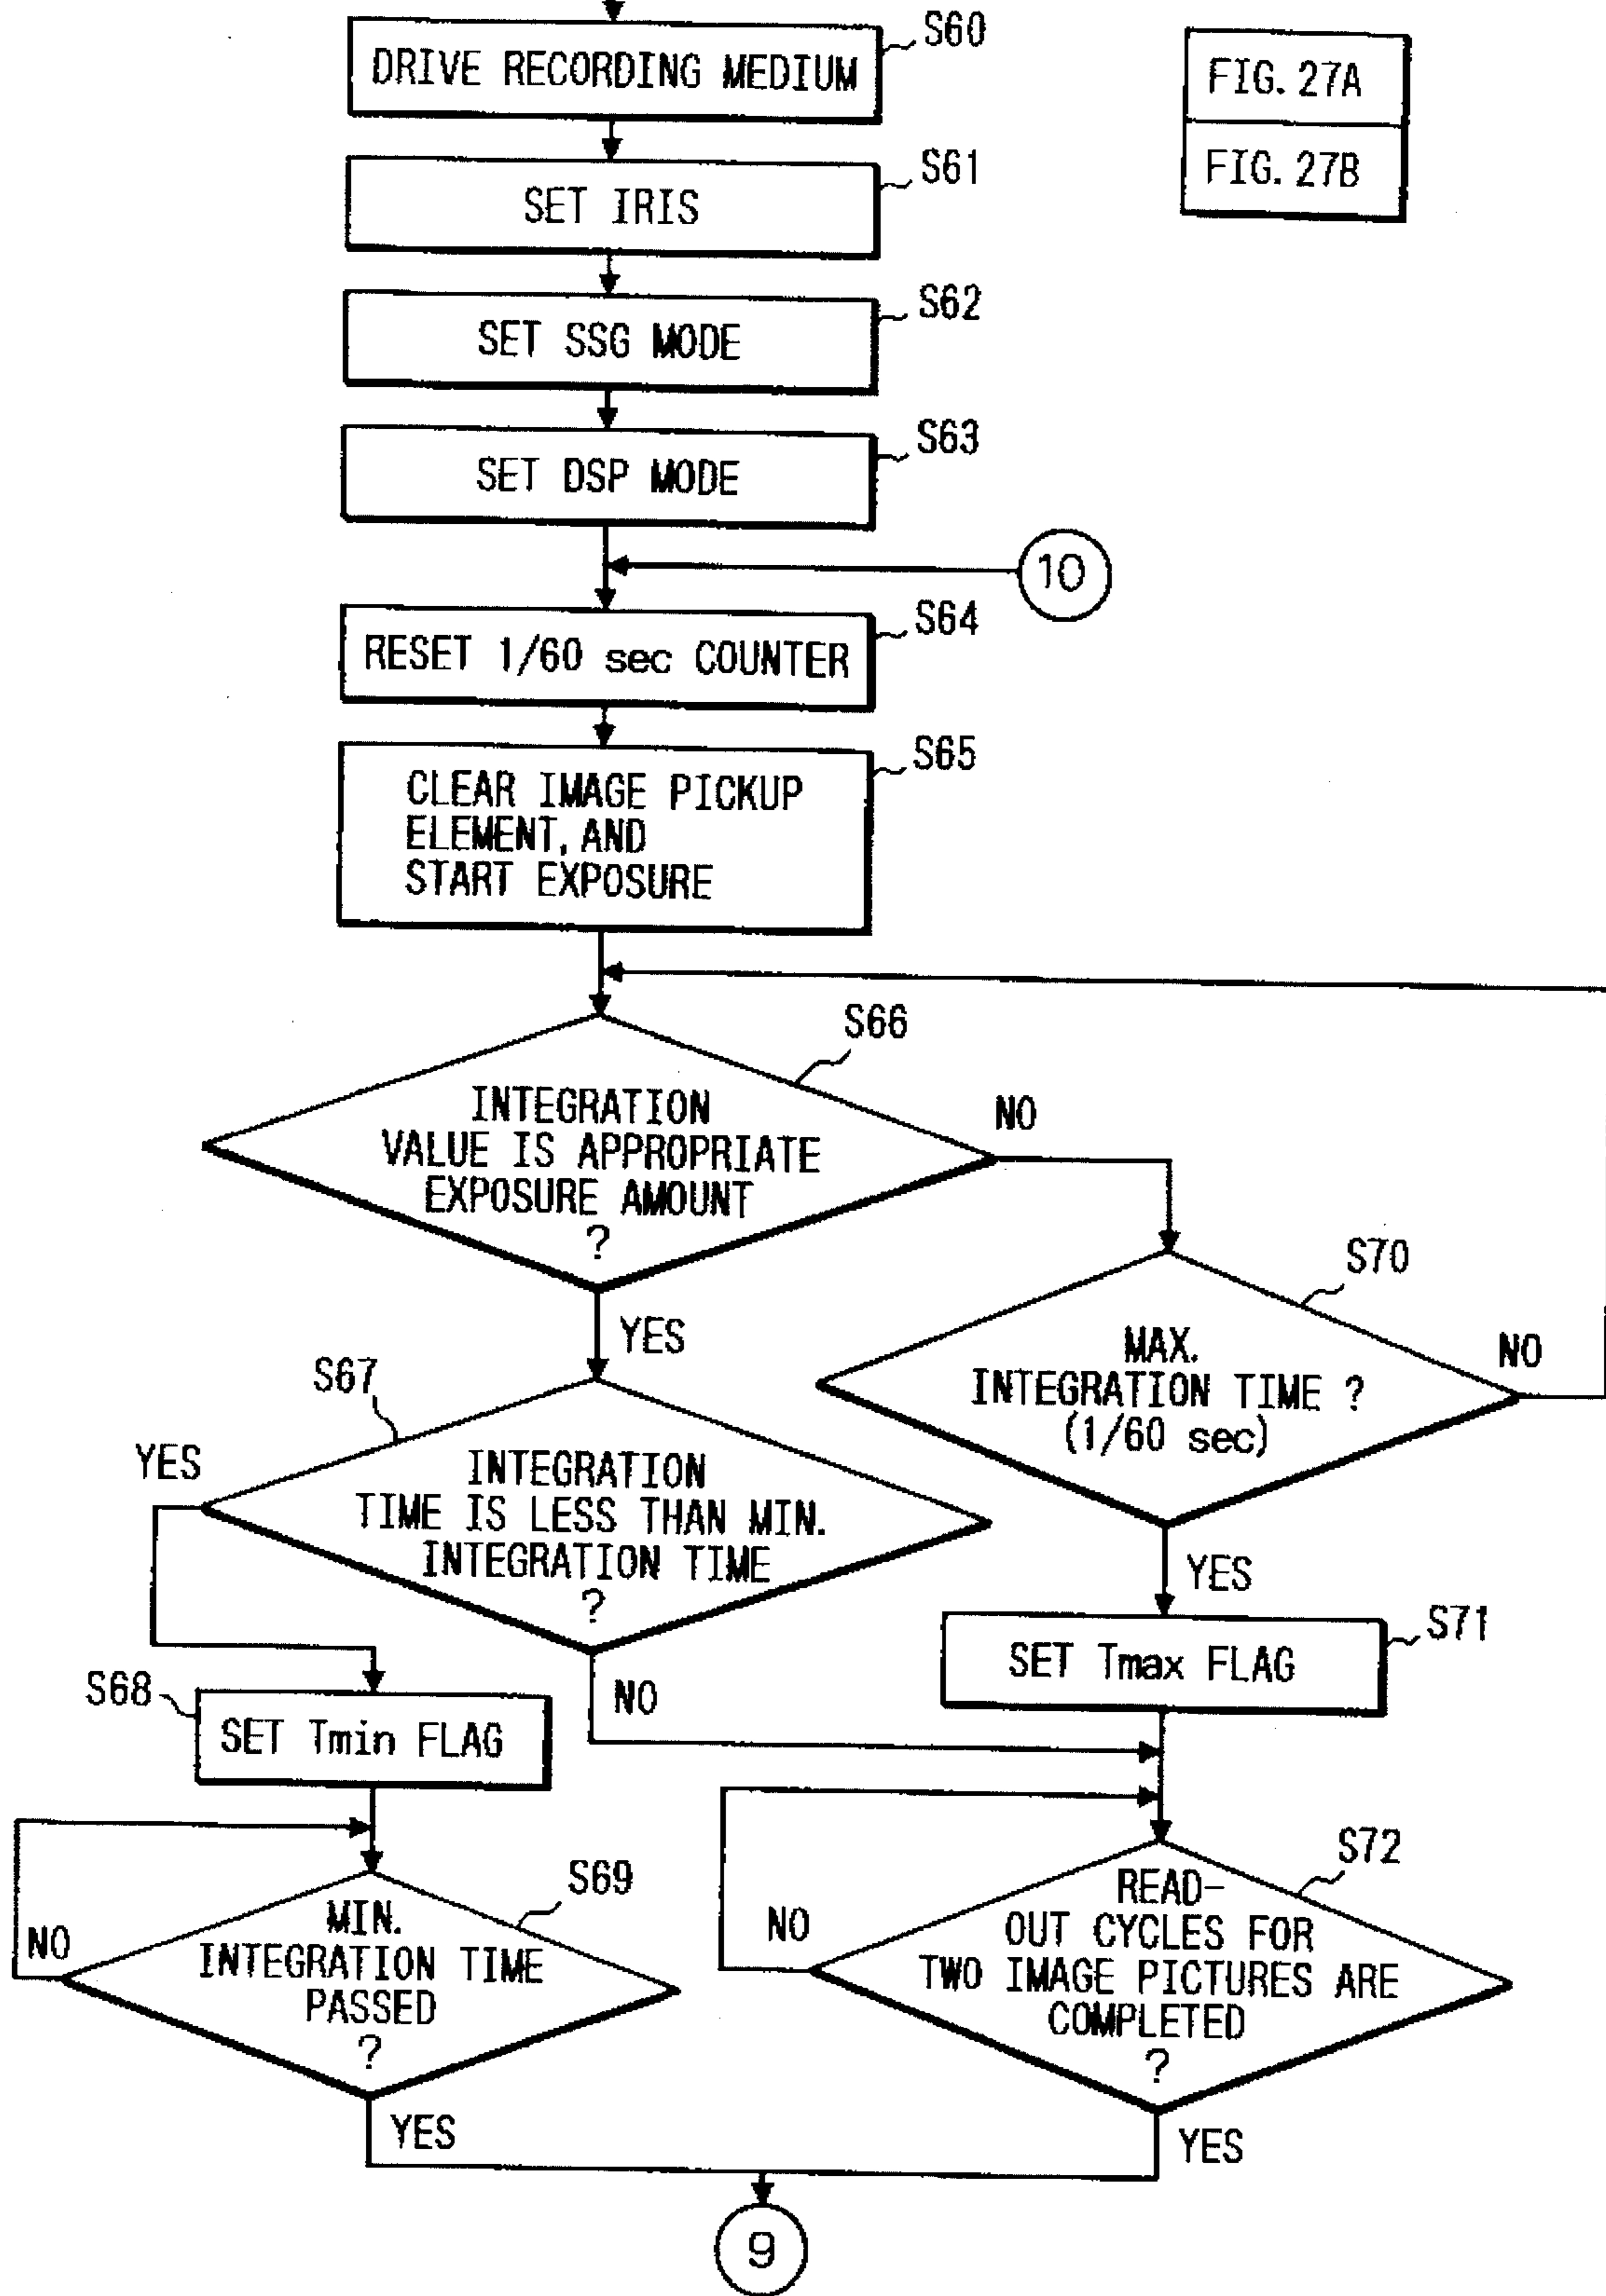 S60
DRIVE RECORDING MEDIUM
FIG. 27A
FIG. 27B
S61
SET IRIS
S62
SET SSG MODE
S63
SET DSP MODE
10
S64
RESET 1/60 sec COUNTER
S65
CLEAR IMAGE PICKUP
ELEMENT, AND
START EXPOSURE
S66
INTEGRATION
VALUE IS APPROPRIATE
EXPOSURE AMOUNT
?
NO
YES
S70
MAX.
INTEGRATION TIME ?
(1/60 sec)
NO
YES
S67
INTEGRATION
TIME IS LESS THAN MIN.
INTEGRATION TIME
?
YES
NO
S71
SET Tmax FLAG
S68
SET Tmin FLAG
S69
MIN.
INTEGRATION TIME
PASSED
?
NO
YES
S72
READ-
OUT CYCLES FOR
TWO IMAGE PICTURES ARE
COMPLETED
?
NO
YES
9